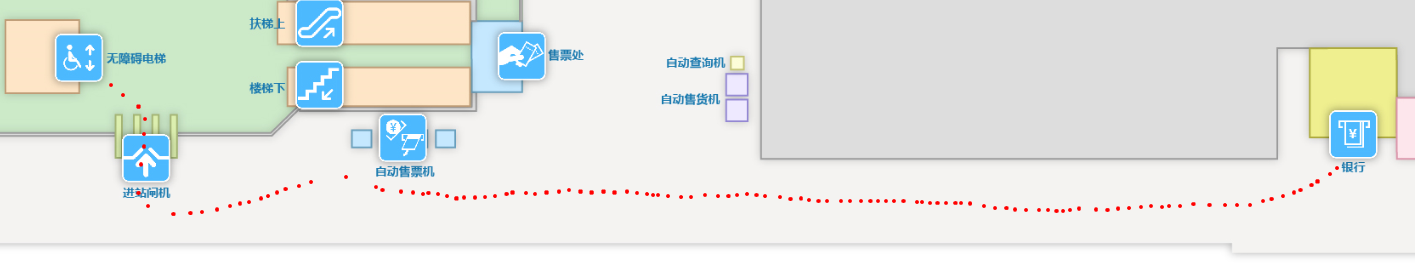 扶梯上
无障碍电梯
售票处
自动查询机
楼梯下
自动售货机
自动售票机
银行
进站闸机